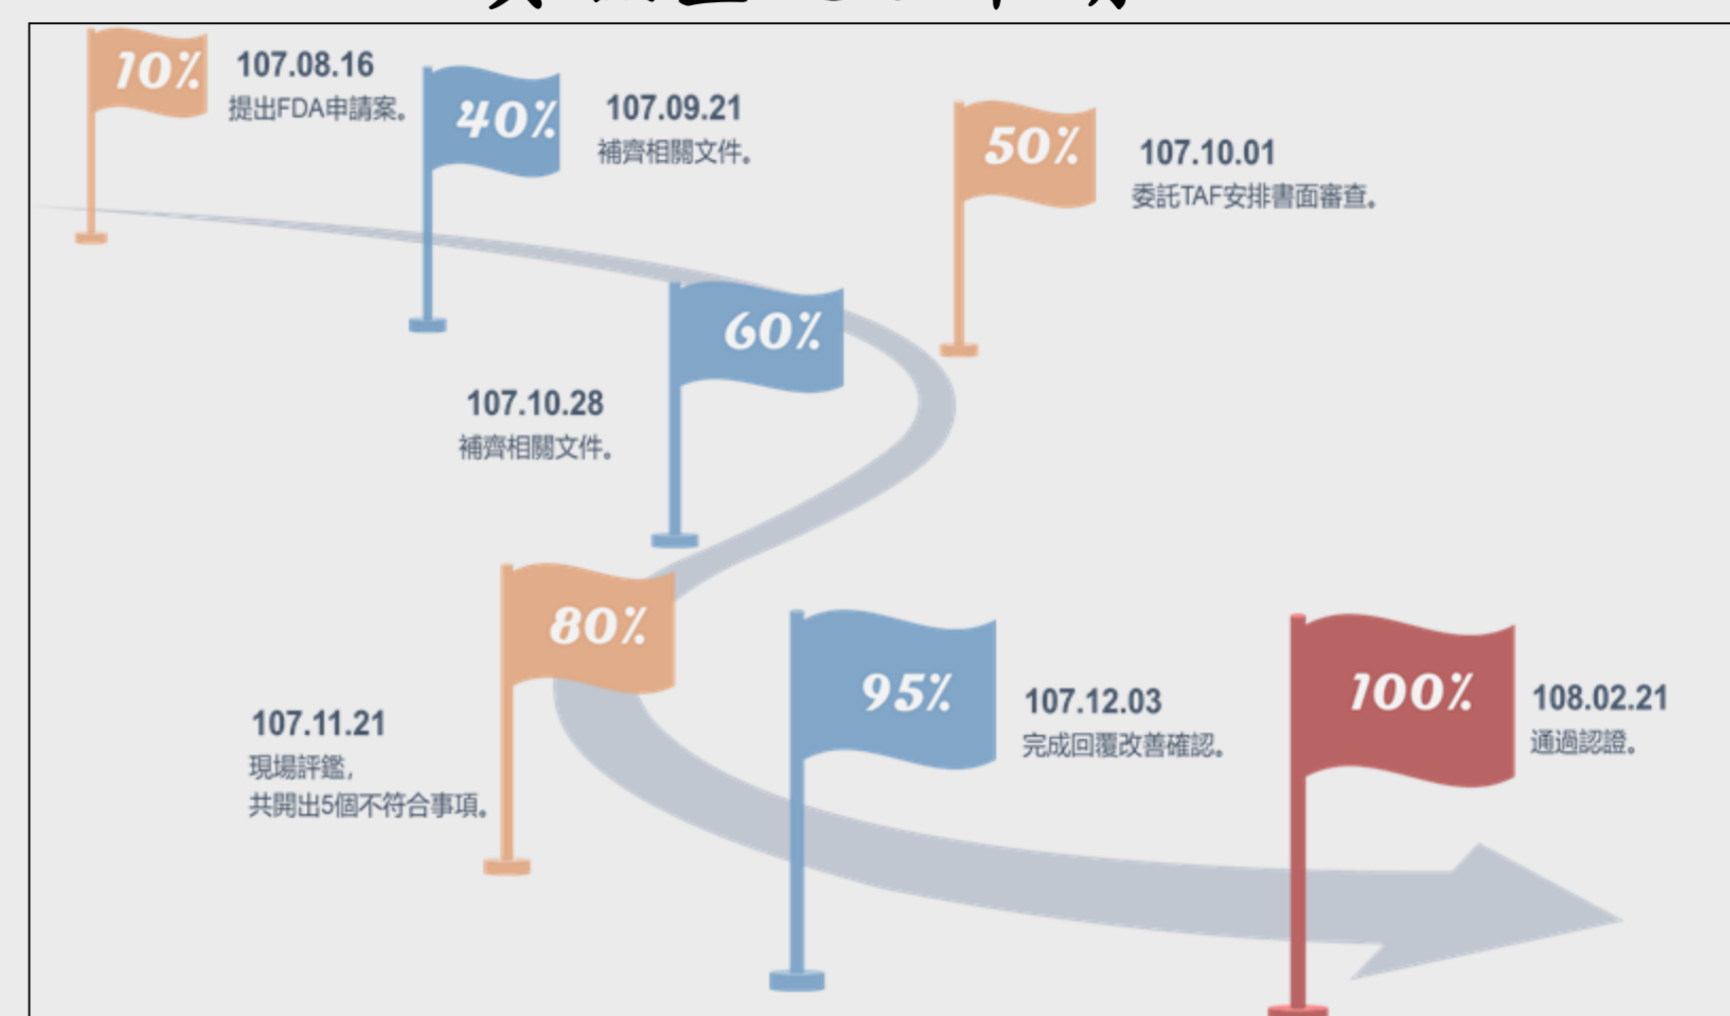 10%
107.08.16
提出FDA申請案。
40%
107.09.21
補齊相關文件。
50%
107.10.01
委託TAF安排書面審查。
60%
107.10.28
補齊相關文件。
80%
107.11.21
現場評鑑，
共開出5個不符合事項。
95%
107.12.03
完成回覆改善確認。
100%
108.02.21
通過認證。